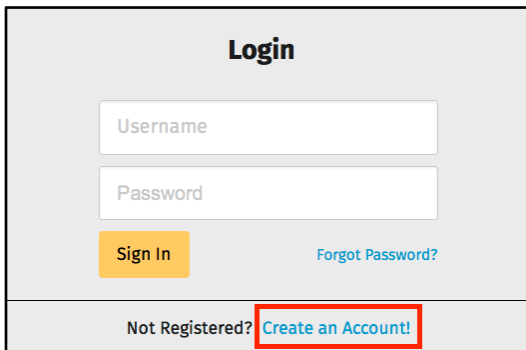 Login
Username
Password
Sign In Forgot Password?
Not Registered? Create an Account!